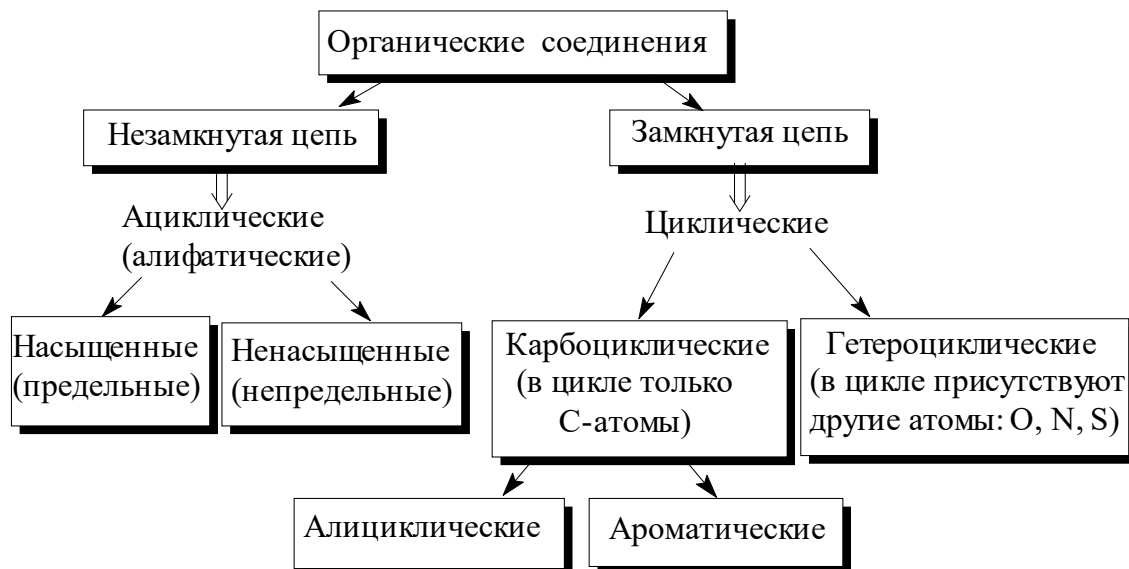 Органические соединения
Незамкнутая цепь
Замкнутая цепь
Ациклические
(алифатические)
Циклические
Насыщенные
(предельные)
Ненасыщенные
(непредельные)
Карбоциклические
(в цикле только
С-атомы)
Гетероциклические
(в цикле присутствуют
другие атомы: O, N, S)
Алициклические
Ароматические